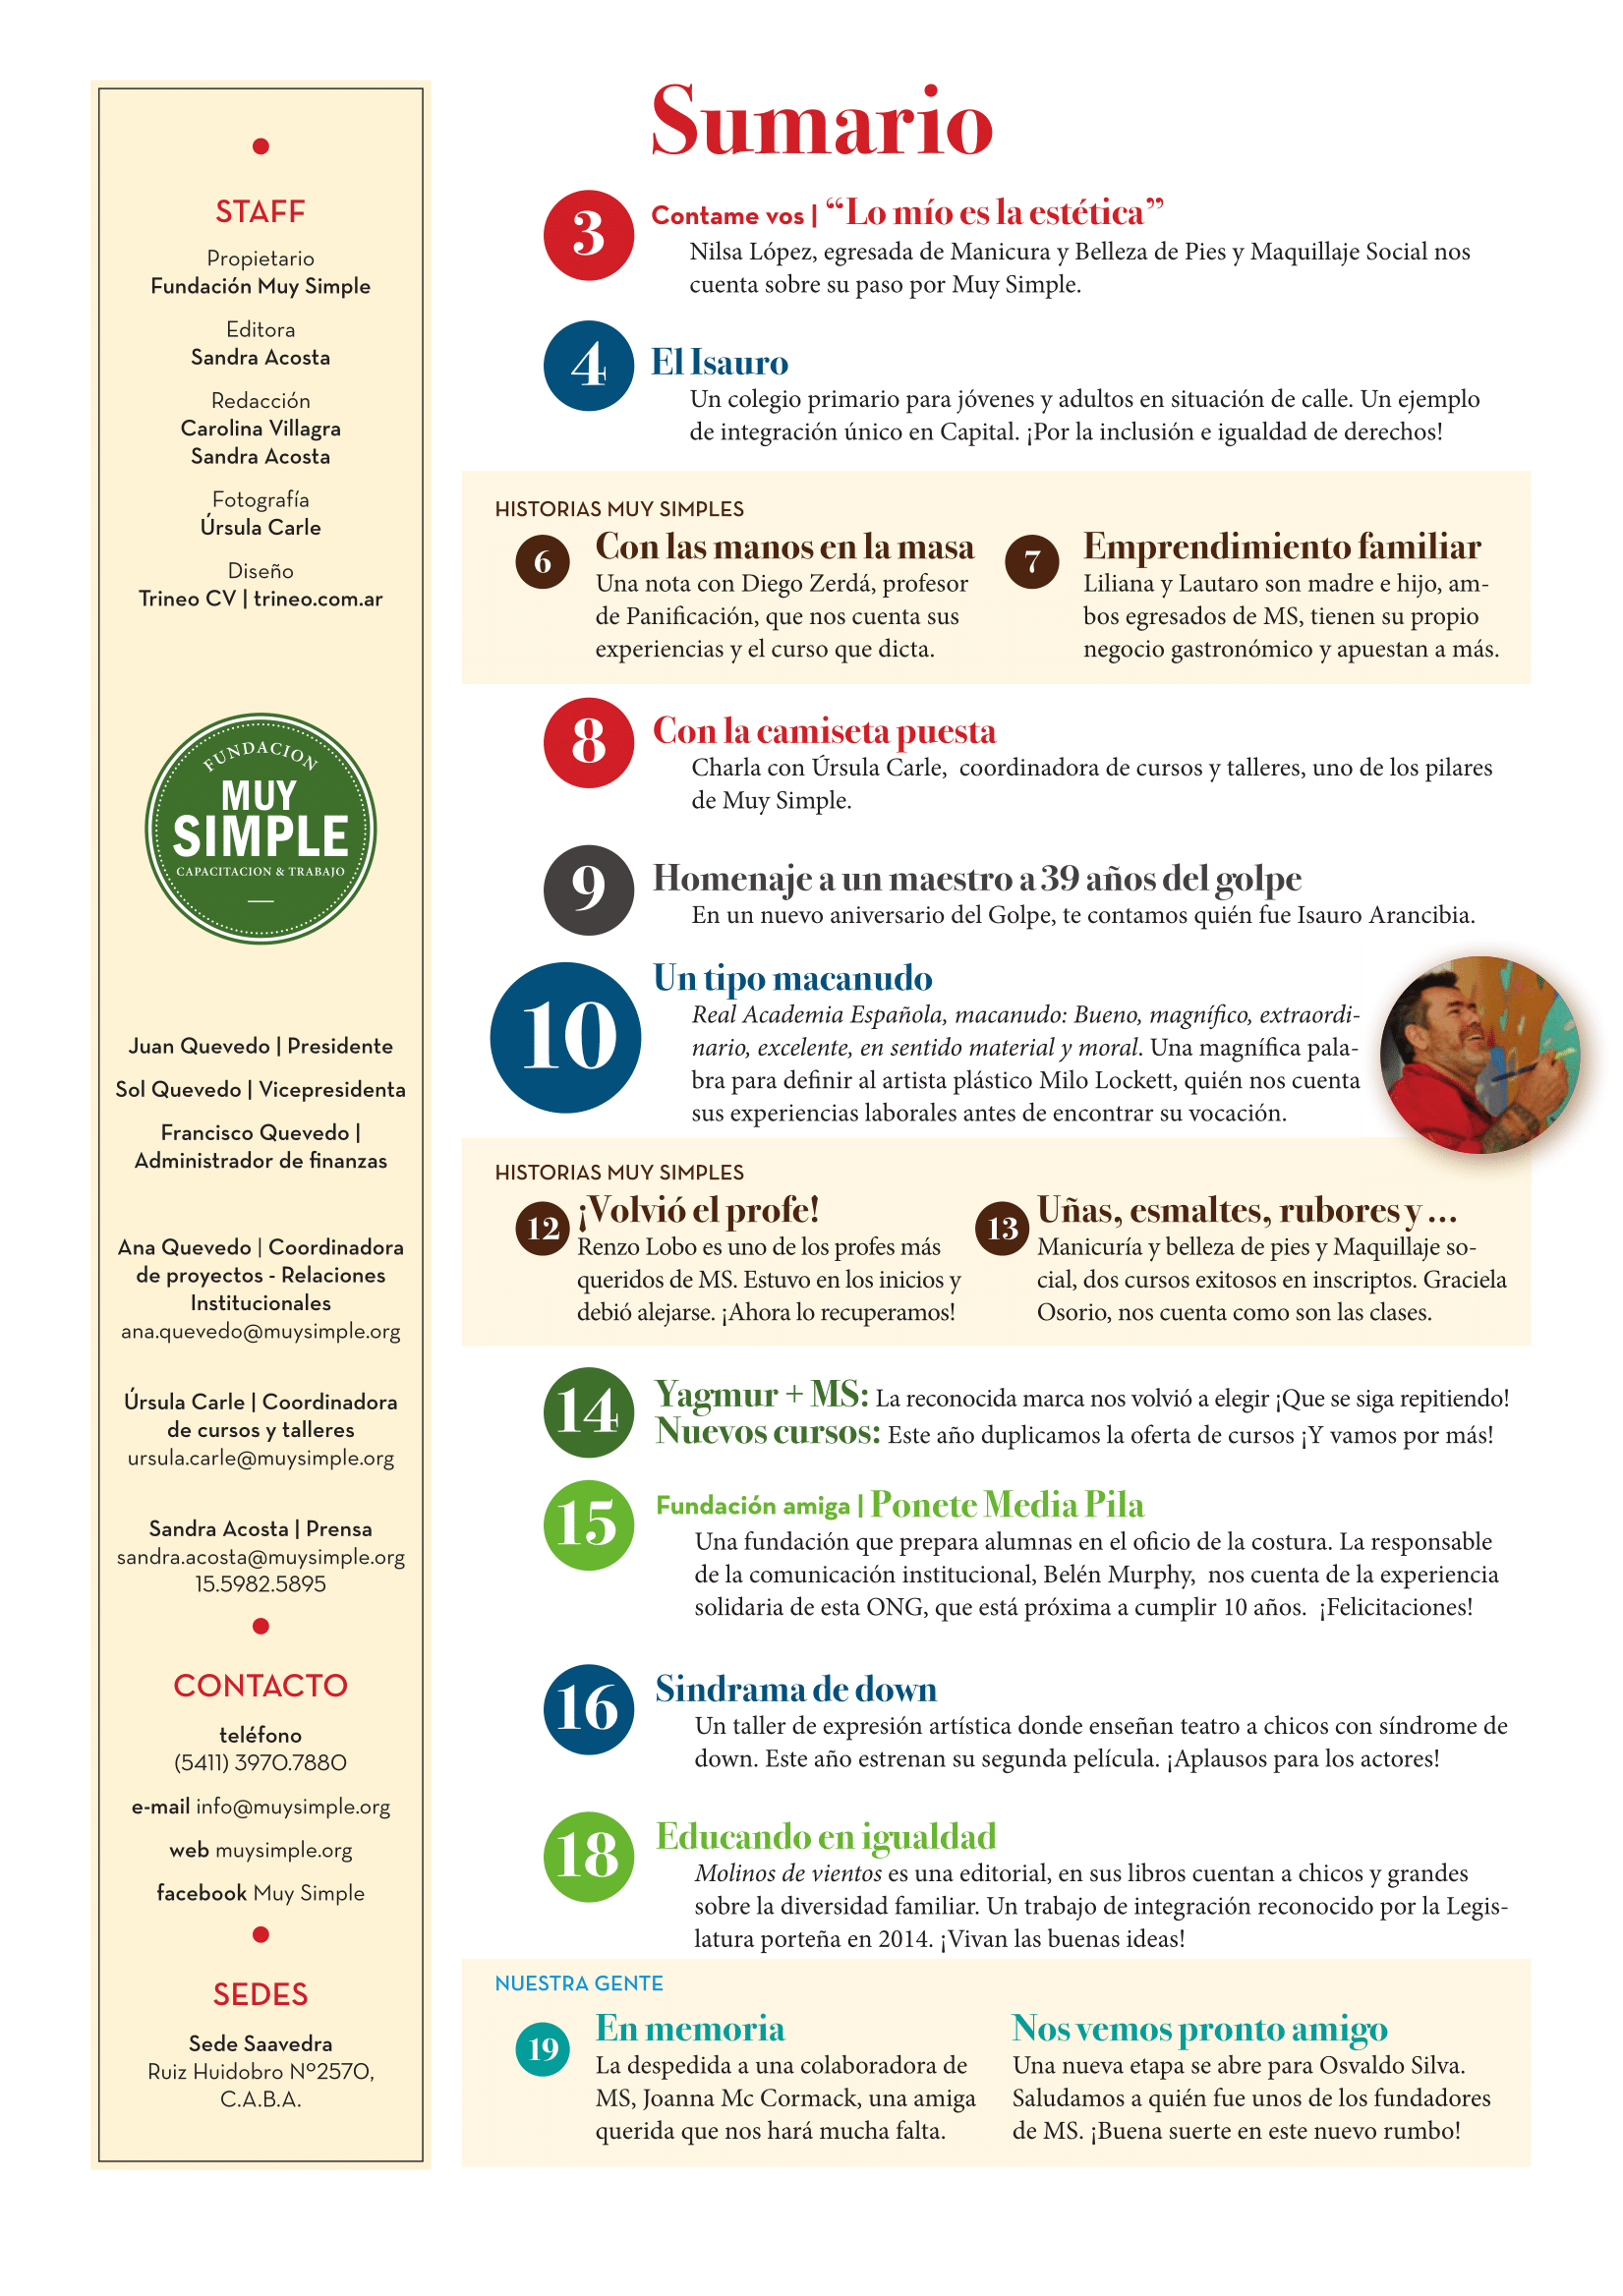 STAFF
Propietario
Fundación Muy Simple
Editora
Sandra Acosta
Redacción
Carolina Villagra
Sandra Acosta
Fotografía
Úrsula Carle
Diseño
Trineo CV | trineo.com.ar
FUNDACION
MUY
SIMPLE
CAPACITACION & TRABAJO
Juan Quevedo | Presidente
Sol Quevedo | Vicepresidenta
Francisco Quevedo |
Administrador de finanzas
Ana Quevedo | Coordinadora
de proyectos - Relaciones
Institucionales
ana.quevedo@muysimple.org
Úrsula Carle | Coordinadora
de cursos y talleres
ursula.carle@muysimple.org
Sandra Acosta | Prensa
sandra.acosta@muysimple.org
15.5982.5895
CONTACTO
teléfono
(5411) 3970.7880
e-mail info@muysimple.org
web muysimple.org
facebook Muy Simple
SEDES
Sede Saavedra
Ruiz Huidobro Nº2570,
C.A.B.A.
Sumario
3
Contame vos | “Lo mío es la estética”
Nilsa López, egresada de Manicura y Belleza de Pies y Maquillaje Social nos
cuenta sobre su paso por Muy Simple.
4
El Isauro
Un colegio primario para jóvenes y adultos en situación de calle. Un ejemplo
de integración único en Capital. ¡Por la inclusión e igualdad de derechos!
HISTORIAS MUY SIMPLES
6
Con las manos en la masa
Una nota con Diego Zerdá, profesor
de Panificación, que nos cuenta sus
experiencias y el curso que dicta.
7
Emprendimiento familiar
Liliana y Lautaro son madre e hijo, am-
bos egresados de MS, tienen su propio
negocio gastronómico y apuestan a más.
8
Con la camiseta puesta
Charla con Úrsula Carle, coordinadora de cursos y talleres, uno de los pilares
de Muy Simple.
9
Homenaje a un maestro a 39 años del golpe
En un nuevo aniversario del Golpe, te contamos quién fue Isauro Arancibia.
10
Un tipo macanudo
Real Academia Española, macanudo: Bueno, magnífico, extraordi-
nario, excelente, en sentido material y moral. Una magnífica pala-
bra para definir al artista plástico Milo Lockett, quién nos cuenta
sus experiencias laborales antes de encontrar su vocación.
HISTORIAS MUY SIMPLES
12
¡Volvió el profe!
Renzo Lobo es uno de los profes más
queridos de MS. Estuvo en los inicios y
debió alejarse. ¡Ahora lo recuperamos!
13
Uñas, esmaltes, rubores y ...
Manicuría y belleza de pies y Maquillaje so-
cial, dos cursos exitosos en inscriptos. Graciela
Osorio, nos cuenta como son las clases.
14
Yagmur + MS: La reconocida marca nos volvió a elegir ¡Que se siga repitiendo!
Nuevos cursos: Este año duplicamos la oferta de cursos ¡Y vamos por más!
15
Fundación amiga | Ponete Media Pila
Una fundación que prepara alumnas en el oficio de la costura. La responsable
de la comunicación institucional, Belén Murphy, nos cuenta de la experiencia
solidaria de esta ONG, que está próxima a cumplir 10 años. ¡Felicitaciones!
16
Sindrama de down
Un taller de expresión artística donde enseñan teatro a chicos con síndrome de
down. Este año estrenan su segunda película. ¡Aplausos para los actores!
18
Educando en igualdad
Molinos de vientos es una editorial, en sus libros cuentan a chicos y grandes
sobre la diversidad familiar. Un trabajo de integración reconocido por la Legis-
latura porteña en 2014. ¡Vivan las buenas ideas!
NUESTRA GENTE
19
En memoria
La despedida a una colaboradora de
MS, Joanna Mc Cormack, una amiga
querida que nos hará mucha falta.
Nos vemos pronto amigo
Una nueva etapa se abre para Osvaldo Silva.
Saludamos a quién fue unos de los fundadores
de MS. ¡Buena suerte en este nuevo rumbo!